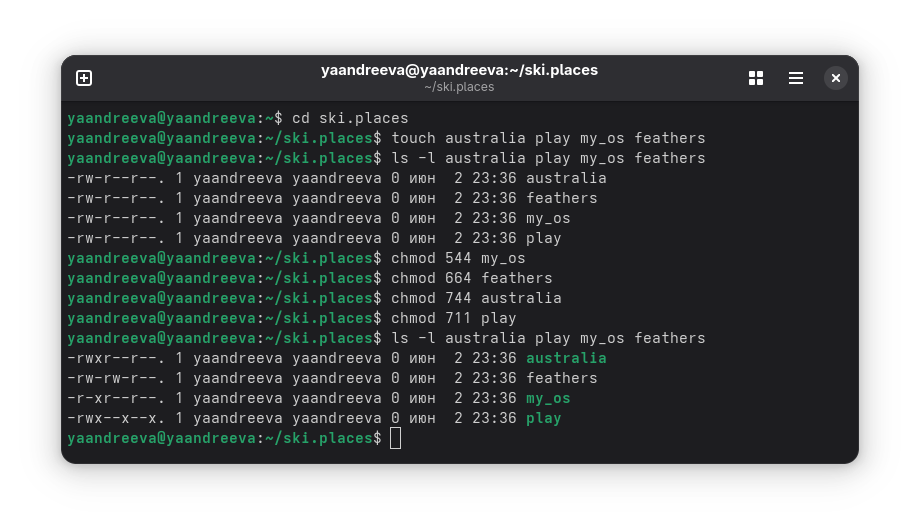 yaandreeva@yaandreeva:~/ski.places
~/ski.places
yaandreeva@yaandreeva:~$ cd ski.places
yaandreeva@yaandreeva:~/ski.places$ touch australia play my_os feathers
yaandreeva@yaandreeva:~/ski.places$ ls -l australia play my_os feathers
-rw-r--r--. 1 yaandreeva yaandreeva 0 июн  2 23:36 australia
-rw-r--r--. 1 yaandreeva yaandreeva 0 июн  2 23:36 feathers
-rw-r--r--. 1 yaandreeva yaandreeva 0 июн  2 23:36 my_os
-rw-r--r--. 1 yaandreeva yaandreeva 0 июн  2 23:36 play
yaandreeva@yaandreeva:~/ski.places$ chmod 544 my_os
yaandreeva@yaandreeva:~/ski.places$ chmod 664 feathers
yaandreeva@yaandreeva:~/ski.places$ chmod 744 australia
yaandreeva@yaandreeva:~/ski.places$ chmod 711 play
yaandreeva@yaandreeva:~/ski.places$ ls -l australia play my_os feathers
-rwxr--r--. 1 yaandreeva yaandreeva 0 июн  2 23:36 australia
-rw-rw-r--. 1 yaandreeva yaandreeva 0 июн  2 23:36 feathers
-r-xr--r--. 1 yaandreeva yaandreeva 0 июн  2 23:36 my_os
-rwx--x--x. 1 yaandreeva yaandreeva 0 июн  2 23:36 play
yaandreeva@yaandreeva:~/ski.places$